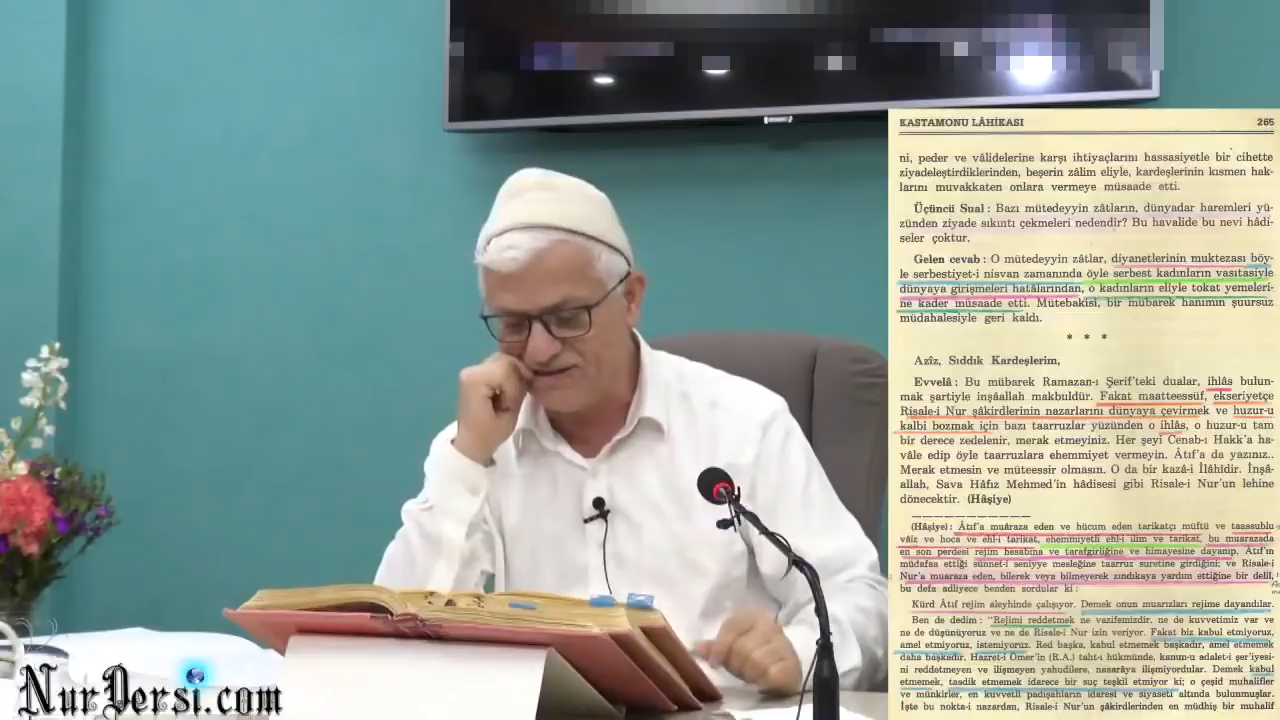 KASTAMONU LÂHİKASI 265
ni, peder ve vâlidelerine karşı ihtiyaçlarını hassasiyetle bir cihette
ziyadeleştirdiklerinden, beşerin zâlim eliyle, kardeşlerinin kısmen hak-
larını muvakkaten onlara vermeye müsaade etti.
Üçüncü Sual : Bazı mütedeyyin zâtların, dünyadar haremleri yü-
zünden ziyade sıkıntı çekmeleri nedendir? Bu havalide bu nevi hâdi-
seler çoktur.
Gelen cevab : O mütedeyyin zâtlar, diyanetlerinin muktezası böy-
le serbestiyet-i nisvan zamanında öyle serbest kadınların vasıtasiyle
dünyaya girişmeleri hatâlarından, o kadınların eliyle tokat yemeleri-
ne kader müsaade etti. Mütebakisi, bir mübarek hanımın şuursuz
müdahalesiyle geri kaldı.
* * *
Azîz, Sıddık Kardeşlerim,
Evvelâ : Bu mübarek Ramazan-ı Şerif'teki dualar, ihlâs bulun-
mak şartiyle inşâallah makbuldür. Fakat maatteessüf, ekseriyetçe
Risale-i Nur şâkirdlerinin nazarlarını dünyaya çevirmek ve huzur-u
kalbi bozmak için bazı taarruzlar yüzünden o ihlâs, o huzur-u tam
bir derece zedelenir, merak etmeyiniz. Her şeyi Cenab-ı Hakk'a ha-
vâle edip öyle taarruzlara ehemmiyet vermeyin. Âtıf'a da yazınız..
Merak etmesin ve müteessir olmasın. O da bir kazâ-i İlâhîdir. İnşâ-
allah, Sava Hâfız Mehmed'in hâdisesi gibi Risale-i Nur'un lehine
dönecektir. (Hâşiye)
(Hâşiye) : Âtıf'a muâraza eden ve hücum eden tarikatçı müftü ve taassublu
vâiz ve hoca ve ehl-i tarikat, ehemmiyetli ehl-i ilim ve tarikat, bu muarazada
en son perdesi rejim hesabına ve tarafgirliğine ve himayesine dayanıp, Âtıf'ın
müdafaa ettiği sünnet-i seniyye mesleğine taarruz suretine girdiğini; ve Risale-i
Nur'a muaraza eden, bilerek veya bilmeyerek zındıkaya yardım ettiğine bir delil,
bu defa adliyece benden sordular ki :
Kürd Âtıf rejim aleyhinde çalışıyor. Demek onun muarızları rejime dayandılar.
Ben de dedim : "Rejimi reddetmek ne vazifemizdir, ne de kuvvetimiz var ve
ne de düşünüyoruz ve ne de Risale-i Nur izin veriyor. Fakat biz kabul etmiyoruz,
amel etmiyoruz, istemiyoruz. Red başka, kabul etmemek başkadır, amel etmemek
daha başkadır. Hazret-i Ömer'in (R.A.) taht-ı hükmünde, kanun-u adalet-i şer'iyesi-
ni reddetmeyen ve ilişmeyen yahudilere, nasârâya ilişmiyordular. Demek kabul
etmemek, tasdik etmemek idarece bir suç teşkil etmiyor ki; o çeşid muhalifler
ve münkirler, en kuvvetli padişahların idaresi ve siyaseti altında bulunmuşlar.
İşte bu nokta-i nazardan, Risale-i Nur'un şâkirdlerinden en müdhiş bir muhalif
NurDersi.com